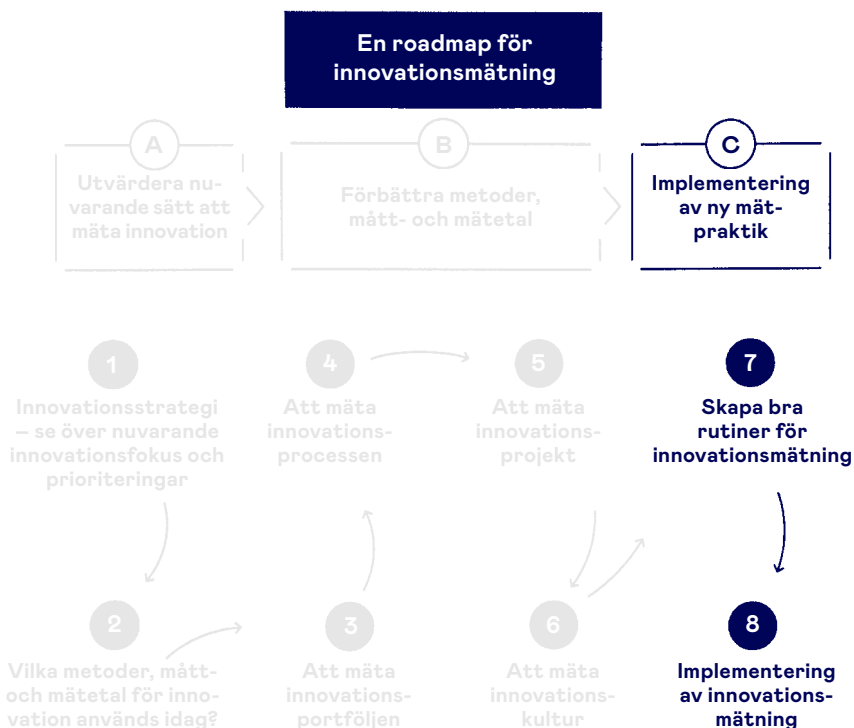 En roadmap för
innovationsmätning
A
Utvärdera nu-
varande sätt att
mäta innovation
B
Förbättra metoder,
mått- och mätetal
C
Implementering
av ny mät-
praktik
1
Innovationsstrategi
– se över nuvarande
innovationsfokus och
prioriteringar
4
Att mäta
innovations-
processen
5
Att mäta
innovations-
projekt
7
Skapa bra
rutiner för
innovationsmätning
2
Vilka metoder, mått-
och mätetal för inno-
vation används idag?
3
Att mäta
innovations-
portföljen
6
Att mäta
innovations-
kultur
8
Implementering
av innovations-
mätning